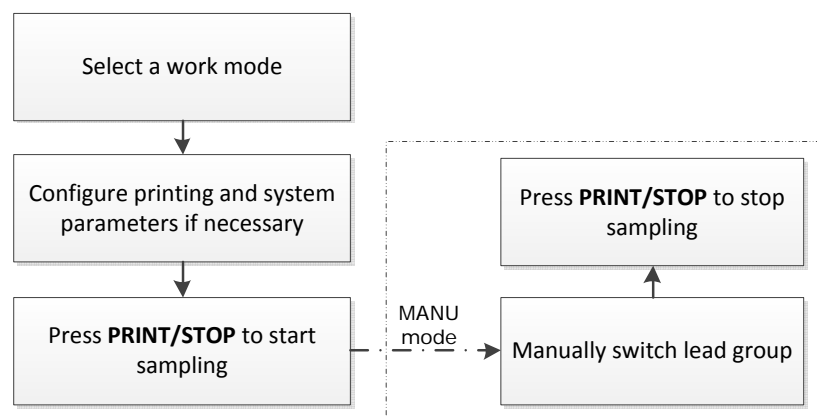 Select a work mode
Configure printing and system
parameters if necessary
Press PRINT/STOP to start
sampling
MANU
mode
Manually switch lead group
Press PRINT/STOP to stop
sampling